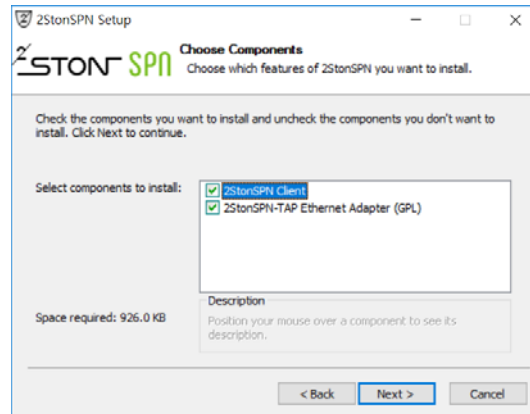 2StonSPN Setup
2STON SPN
Choose Components
Choose which features of 2StonSPN you want to install.
Check the components you want to install and uncheck the components you don't want to
install. Click Next to continue.
Select components to install:
2StonSPN Client
2StonSPN-TAP Ethernet Adapter (GPL)
Space required: 926.0 KB
Description
Position your mouse over a component to see its
description.
< Back
Next >
Cancel